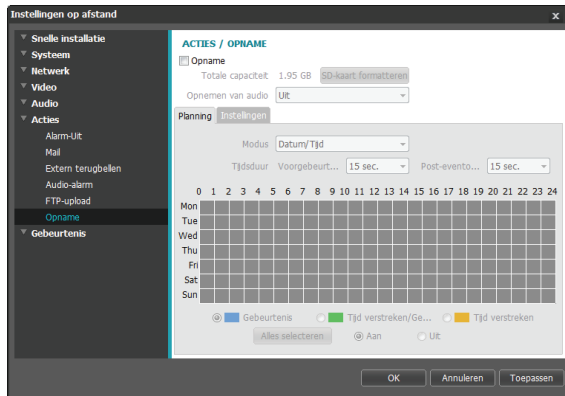 Instellingen op afstand
x
Snelle installatie
Systeem
Netwerk
Video
Audio
Acties
Alarm-Uit
Mail
Extern terugbellen
Audio-alarm
FTP-upload
Opname
Gebeurtenis
ACTIES / OPNAME
Opname
Totale capaciteit 1.95 GB SD-kaart formatteren
Opnemen van audio Uit
Planning Instellingen
Modus Datum/Tijd
Tijdsduur Voorgebeurt... 15 sec. Post-evento... 15 sec.
0 1 2 3 4 5 6 7 8 9 10 11 12 13 14 15 16 17 18 19 20 21 22 23 24
Mon
Tue
Wed
Thu
Fri
Sat
Sun
Gebeurtenis Tijd verstreken/Ge... Tijd verstreken
Alles selecteren Aan Uit
OK Annuleren Toepassen